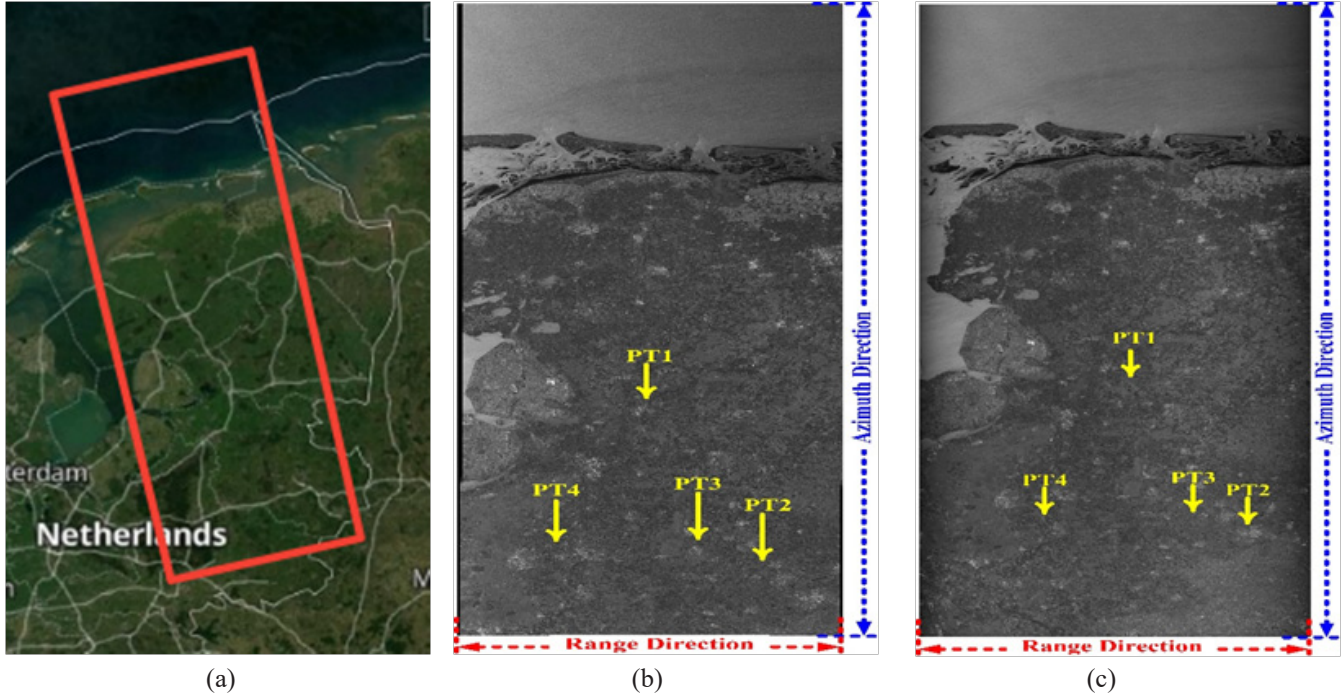 terdam
Netherlands
M
PT1
PT4
PT3
PT2
Range Direction
Azimuth Direction
PT1
PT4
PT3
PT2
Range Direction
Azimuth Direction
(a)
(b)
(c)